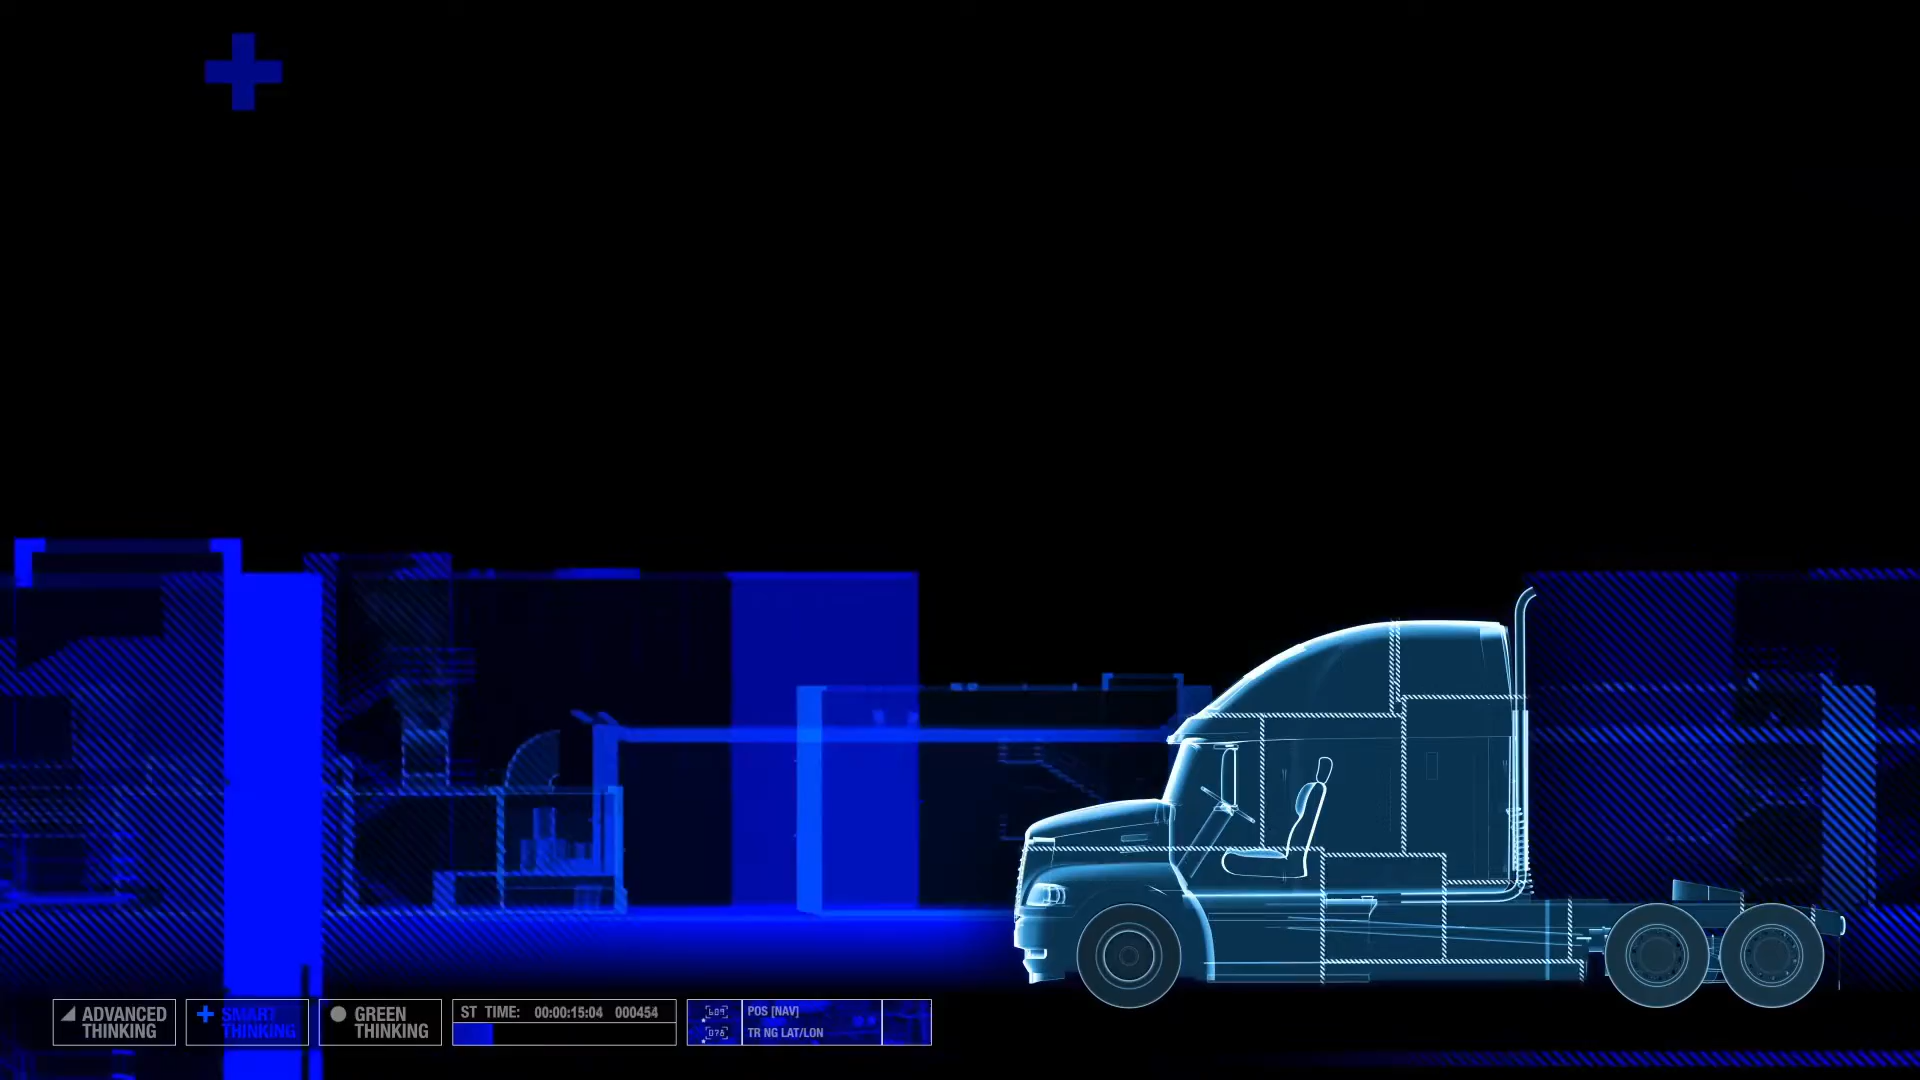 ADVANCED
THINKING
SMART
THINKING
GREEN
THINKING
ST TIME: 00:00:15:04 000454
POS [NAV]
TR NG LAT/LON